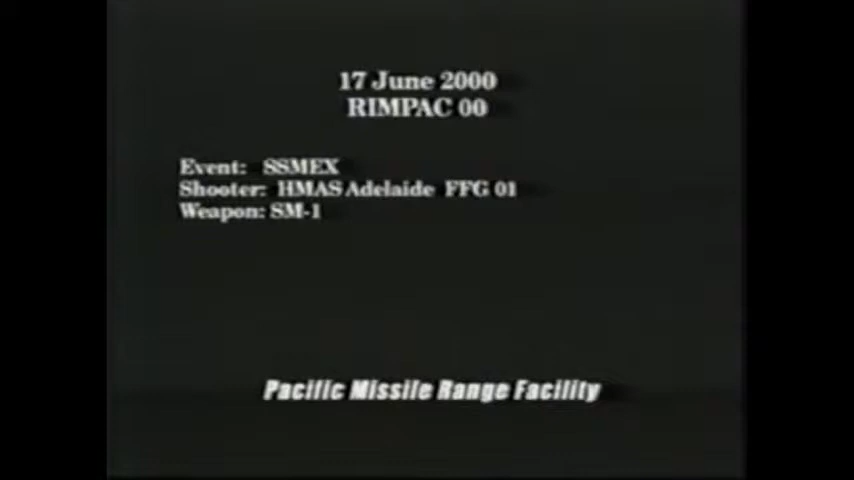 17 June 2000
RIMPAC 00
Event: SSMEX
Shooter: HMAS Adelaide FFG 01
Weapon: SM-1
Pacific Missile Range Facility